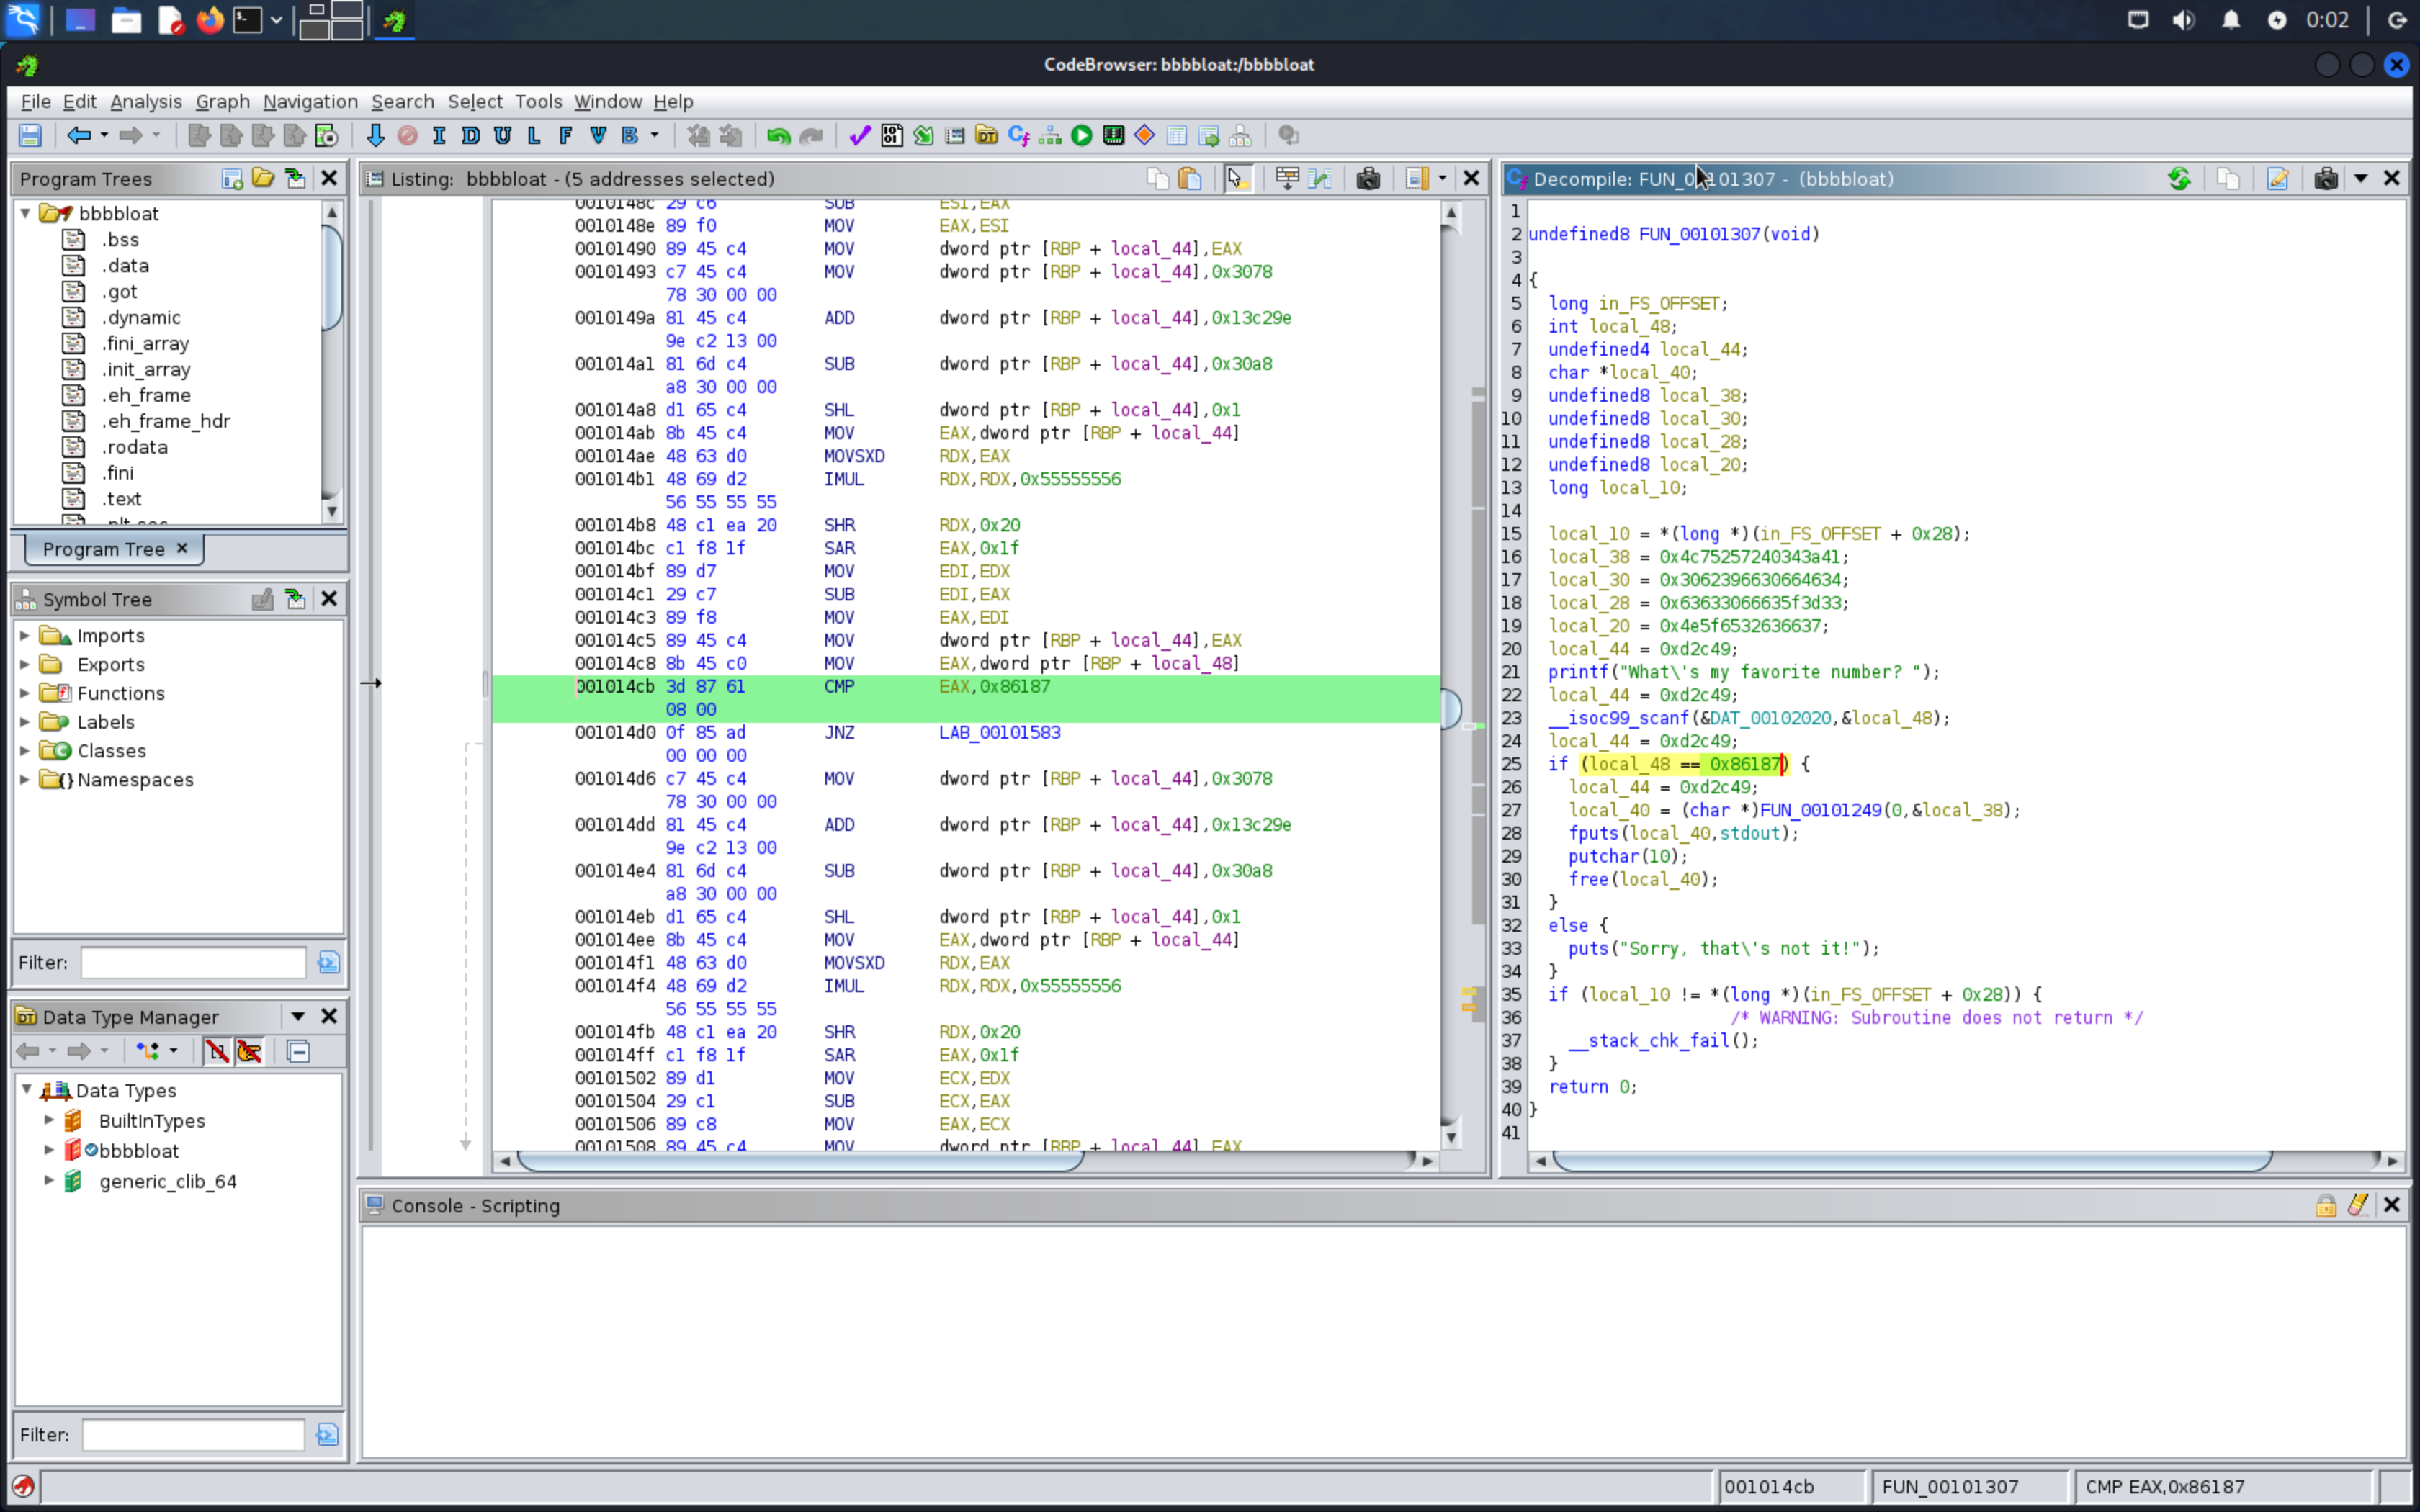 0:02
CodeBrowser: bbbbloat:/bbbbloat
File Edit Analysis Graph Navigation Search Select Tools Window Help
I D U L F V B
Program Trees
bbbbloat
.bss
.data
.got
.dynamic
.fini_array
.init_array
.eh_frame
.eh_frame_hdr
.rodata
.fini
.text
Program Tree
Symbol Tree
Imports
Exports
Functions
Labels
Classes
Namespaces
Filter:
Data Type Manager
Data Types
BuiltInTypes
bbbbloat
generic_clib_64
Filter:
Listing: bbbbloat - (5 addresses selected)
0010148c 29 c6 SUB ESI,EAX
0010148e 89 f0 MOV EAX,ESI
00101490 89 45 c4 MOV dword ptr [RBP + local_44],EAX
00101493 c7 45 c4 MOV dword ptr [RBP + local_44],0x3078
78 30 00 00
0010149a 81 45 c4 ADD dword ptr [RBP + local_44],0x13c29e
9e c2 13 00
001014a1 81 6d c4 SUB dword ptr [RBP + local_44],0x30a8
a8 30 00 00
001014a8 d1 65 c4 SHL dword ptr [RBP + local_44],0x1
001014ab 8b 45 c4 MOV EAX,dword ptr [RBP + local_44]
001014ae 48 63 d0 MOVSXD RDX,EAX
001014b1 48 69 d2 IMUL RDX,RDX,0x55555556
56 55 55 55
001014b8 48 c1 ea 20 SHR RDX,0x20
001014bc c1 f8 1f SAR EAX,0x1f
001014bf 89 d7 MOV EDI,EDX
001014c1 29 c7 SUB EDI,EAX
001014c3 89 f8 MOV EAX,EDI
001014c5 89 45 c4 MOV dword ptr [RBP + local_44],EAX
001014c8 8b 45 c0 MOV EAX,dword ptr [RBP + local_48]
001014cb 3d 87 61 CMP EAX,0x86187
08 00
001014d0 0f 85 ad JNZ LAB_00101583
00 00 00
001014d6 c7 45 c4 MOV dword ptr [RBP + local_44],0x3078
78 30 00 00
001014dd 81 45 c4 ADD dword ptr [RBP + local_44],0x13c29e
9e c2 13 00
001014e4 81 6d c4 SUB dword ptr [RBP + local_44],0x30a8
a8 30 00 00
001014eb d1 65 c4 SHL dword ptr [RBP + local_44],0x1
001014ee 8b 45 c4 MOV EAX,dword ptr [RBP + local_44]
001014f1 48 63 d0 MOVSXD RDX,EAX
001014f4 48 69 d2 IMUL RDX,RDX,0x55555556
56 55 55 55
001014fb 48 c1 ea 20 SHR RDX,0x20
001014ff c1 f8 1f SAR EAX,0x1f
00101502 89 d1 MOV ECX,EDX
00101504 29 c1 SUB ECX,EAX
00101506 89 c8 MOV EAX,ECX
00101508 89 45 c4 MOV dword ptr [RBP + local_44],EAX
Decompile: FUN_00101307 - (bbbbloat)
1
2 undefined8 FUN_00101307(void)
3
4 {
5 long in_FS_OFFSET;
6 int local_48;
7 undefined4 local_44;
8 char *local_40;
9 undefined8 local_38;
10 undefined8 local_30;
11 undefined8 local_28;
12 undefined8 local_20;
13 long local_10;
14
15 local_10 = *(long *)(in_FS_OFFSET + 0x28);
16 local_38 = 0x4c75257240343a41;
17 local_30 = 0x3062396630664634;
18 local_28 = 0x63633066635f3d33;
19 local_20 = 0x4e5f6532636637;
20 local_44 = 0xd2c49;
21 printf("What\'s my favorite number? ");
22 local_44 = 0xd2c49;
23 __isoc99_scanf(&DAT_00102020,&local_48);
24 local_44 = 0xd2c49;
25 if (local_48 == 0x86187) {
26 local_44 = 0xd2c49;
27 local_40 = (char *)FUN_00101249(0,&local_38);
28 fputs(local_40,stdout);
29 putchar(10);
30 free(local_40);
31 }
32 else {
33 puts("Sorry, that\'s not it!");
34 }
35 if (local_10 != *(long *)(in_FS_OFFSET + 0x28)) {
36 /* WARNING: Subroutine does not return */
37 __stack_chk_fail();
38 }
39 return 0;
40 }
41
Console - Scripting
001014cb FUN_00101307 CMP EAX,0x86187